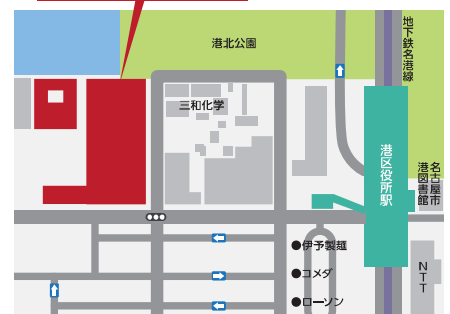 港北公園
地下鉄名港線
三和化学
港区役所駅
名古屋市
港図書館
●伊予製麺
●コメダ
●ローソン
NTT